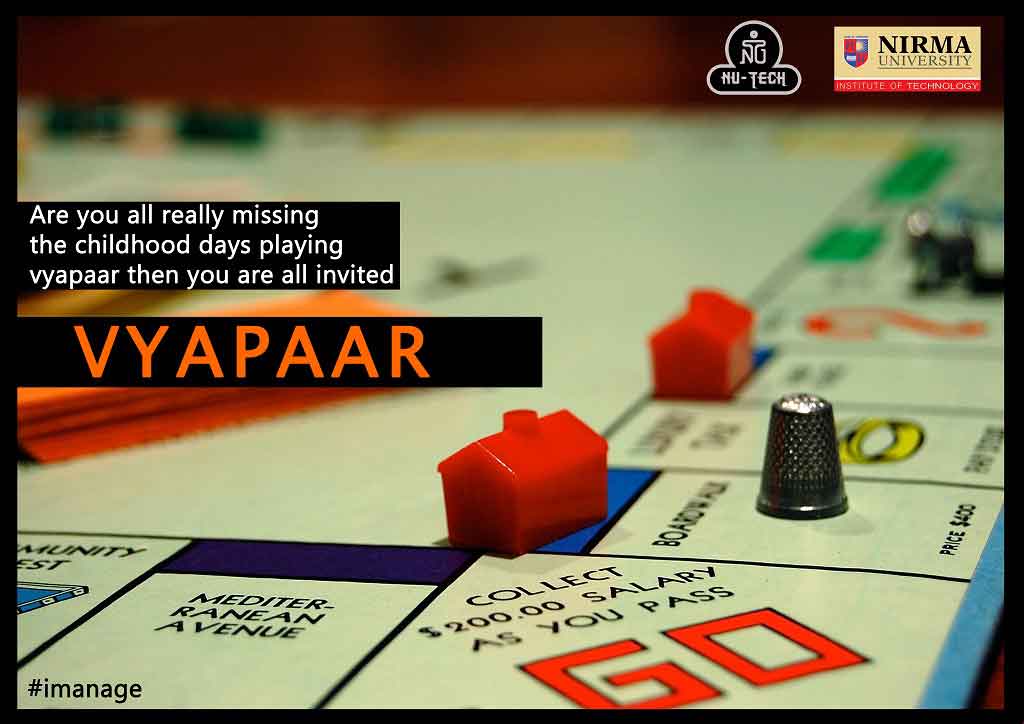 NU-TECH
NIRMA
UNIVERSITY
INSTITUTE OF TECHNOLOGY
Are you all really missing
the childhood days playing
vyapaar then you are all invited
VYAPAAR
BOARDWALK
PRICE $400
MUNITY
EST
MEDITER-
RANEAN
AVENUE
COLLECT
$200.00 SALARY
AS YOU PASS
GO
#imanage